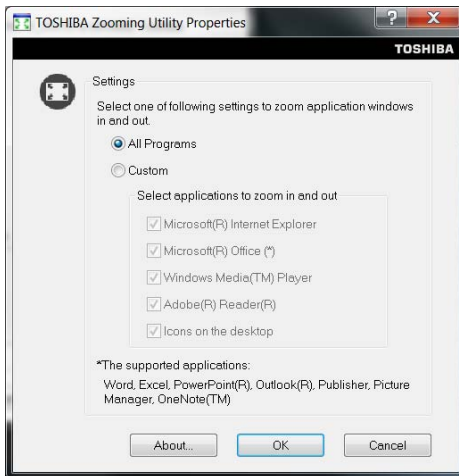 TOSHIBA Zooming Utility Properties
?
X
TOSHIBA
Settings
Select one of following settings to zoom application windows
in and out.
All Programs
Custom
Select applications to zoom in and out
Microsoft(R) Internet Explorer
Microsoft(R) Office (*)
Windows Media(TM) Player
Adobe(R) Reader(R)
Icons on the desktop
*The supported applications:
Word, Excel, PowerPoint(R), Outlook(R), Publisher, Picture
Manager, OneNote(TM)
About... OK Cancel